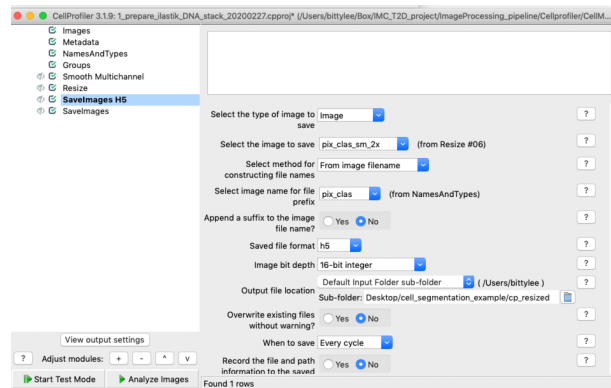 CellProfiler 3.1.9: 1_prepare_ilastik_DNA_stack_20200227.cpproj* (/Users/bittylee/Box/IMC_T2D_project/ImageProcessing_pipeline/Cellprofiler/CellM...
Images
Metadata
NamesAndTypes
Groups
Smooth Multichannel
Resize
SaveImages H5
SaveImages
Select the type of image to save Image ?
Select the image to save pix_clas_sm_2x (from Resize #06) ?
Select method for constructing file names From image filename ?
Select image name for file prefix pix_clas (from NamesAndTypes) ?
Append a suffix to the image file name? Yes No ?
Saved file format h5 ?
Image bit depth 16-bit integer ?
Output file location Default Input Folder sub-folder ( /Users/bittylee ) ?
Sub-folder: Desktop/cell_segmentation_example/cp_resized
Overwrite existing files without warning? Yes No ?
When to save Every cycle ?
Record the file and path information to the saved Yes No ?
View output settings
? Adjust modules: + - ^ v
Start Test Mode Analyze Images
Found 1 rows